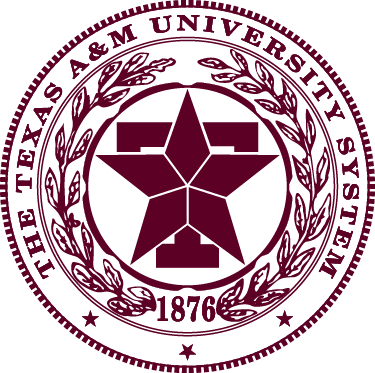 THE TEXAS A&M UNIVERSITY SYSTEM
T
1876